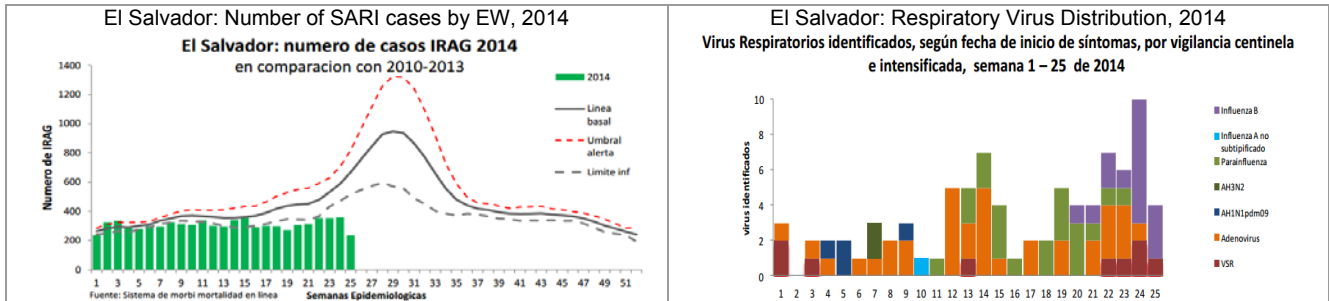 El Salvador: Number of SARI cases by EW, 2014
El Salvador: numero de casos IRAG 2014
en comparacion con 2010-2013
1400
1200
1000
800
600
400
200
0
Numero de IRAG
2014
Linea
basal
Umbral
alerta
Limite inf
1 3 5 7 9 11 13 15 17 19 21 23 25 27 29 31 33 35 37 39 41 43 45 47 49 51
Fuente: Sistema de morbi mortalidad en línea
Semanas Epidemiologicas
El Salvador: Respiratory Virus Distribution, 2014
Virus Respiratorios identificados, según fecha de inicio de síntomas, por vigilancia centinela
e intensificada, semana 1 – 25 de 2014
10
8
6
4
2
0
virus identificados
Influenza B
Influenza A no
subtipificado
Parainfluenza
AH3N2
AH1N1pdm09
Adenovirus
VSR
1 2 3 4 5 6 7 8 9 10 11 12 13 14 15 16 17 18 19 20 21 22 23 24 25